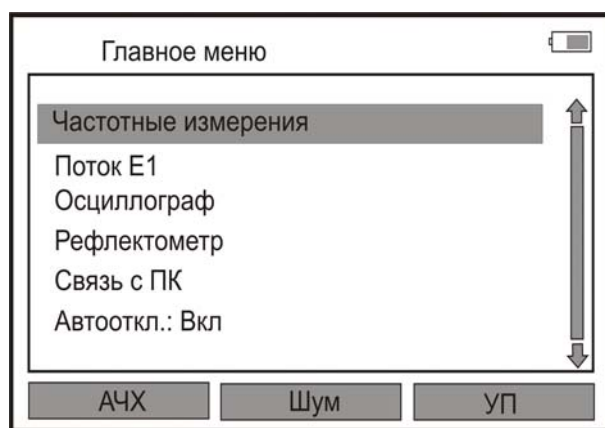 Главное меню
Частотные измерения
Поток Е1
Осциллограф
Рефлектометр
Связь с ПК
Автооткл.: Вкл
АЧХ Шум УП